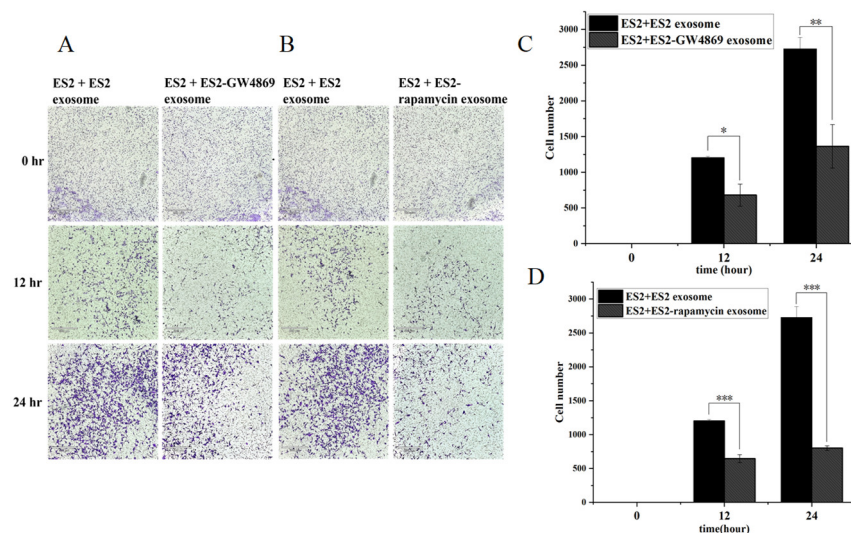 A
B
ES2 + ES2
exosome
ES2 + ES2-GW4869
exosome
ES2 + ES2
exosome
ES2 + ES2-
rapamycin exosome
0 hr
12 hr
24 hr
C
ES2+ES2 exosome
ES2+ES2-GW4869 exosome
**
*
Cell number
3000
2500
2000
1500
1000
500
0
0
12
24
time (hour)
D
ES2+ES2 exosome
ES2+ES2-rapamycin exosome
***
***
Cell number
3000
2500
2000
1500
1000
500
0
0
12
24
time(hour)